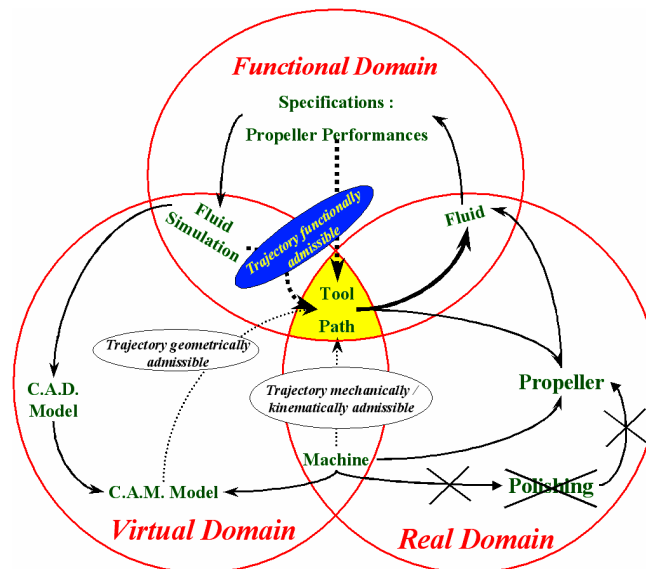 Functional Domain
Specifications :
Propeller Performances
Fluid
Simulation
Trajectory functionally
admissible
Fluid
Tool
Path
Trajectory geometrically
admissible
Trajectory mechanically /
kinematically admissible
C.A.D.
Model
Propeller
Machine
C.A.M. Model
Polishing
Virtual Domain
Real Domain